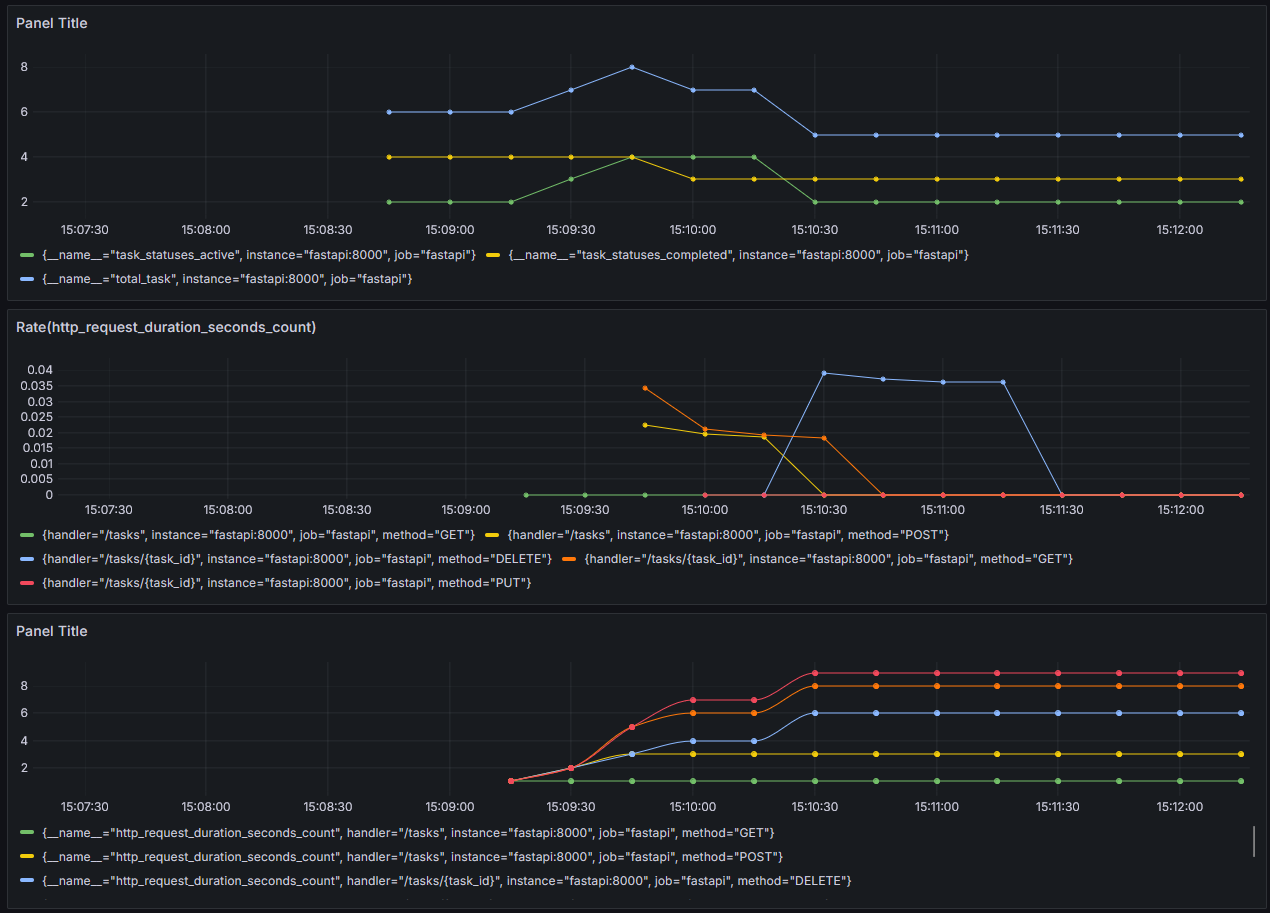 Panel Title
8
6
4
2
15:07:30 15:08:00 15:08:30 15:09:00 15:09:30 15:10:00 15:10:30 15:11:00 15:11:30 15:12:00
{__name__="task_statuses_active", instance="fastapi:8000", job="fastapi"} {__name__="task_statuses_completed", instance="fastapi:8000", job="fastapi"}
{__name__="total_task", instance="fastapi:8000", job="fastapi"}
Rate(http_request_duration_seconds_count)
0.04
0.035
0.03
0.025
0.02
0.015
0.01
0.005
0
15:07:30 15:08:00 15:08:30 15:09:00 15:09:30 15:10:00 15:10:30 15:11:00 15:11:30 15:12:00
{handler="/tasks", instance="fastapi:8000", job="fastapi", method="GET"} {handler="/tasks", instance="fastapi:8000", job="fastapi", method="POST"}
{handler="/tasks/{task_id}", instance="fastapi:8000", job="fastapi", method="DELETE"} {handler="/tasks/{task_id}", instance="fastapi:8000", job="fastapi", method="GET"}
{handler="/tasks/{task_id}", instance="fastapi:8000", job="fastapi", method="PUT"}
Panel Title
8
6
4
2
15:07:30 15:08:00 15:08:30 15:09:00 15:09:30 15:10:00 15:10:30 15:11:00 15:11:30 15:12:00
{__name__="http_request_duration_seconds_count", handler="/tasks", instance="fastapi:8000", job="fastapi", method="GET"}
{__name__="http_request_duration_seconds_count", handler="/tasks", instance="fastapi:8000", job="fastapi", method="POST"}
{__name__="http_request_duration_seconds_count", handler="/tasks/{task_id}", instance="fastapi:8000", job="fastapi", method="DELETE"}